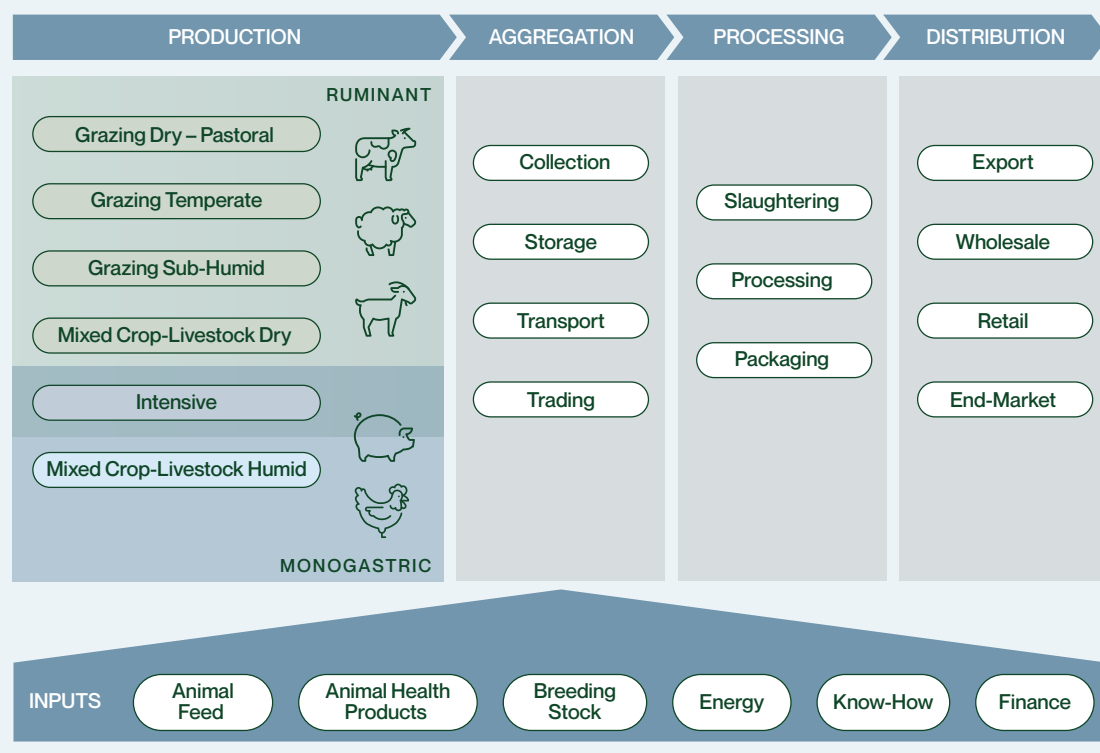 PRODUCTION
AGGREGATION
PROCESSING
DISTRIBUTION
RUMINANT
Grazing Dry – Pastoral
Grazing Temperate
Grazing Sub-Humid
Mixed Crop-Livestock Dry
Intensive
Mixed Crop-Livestock Humid
MONOGASTRIC
Collection
Storage
Transport
Trading
Slaughtering
Processing
Packaging
Export
Wholesale
Retail
End-Market
INPUTS
Animal
Feed
Animal Health
Products
Breeding
Stock
Energy
Know-How
Finance